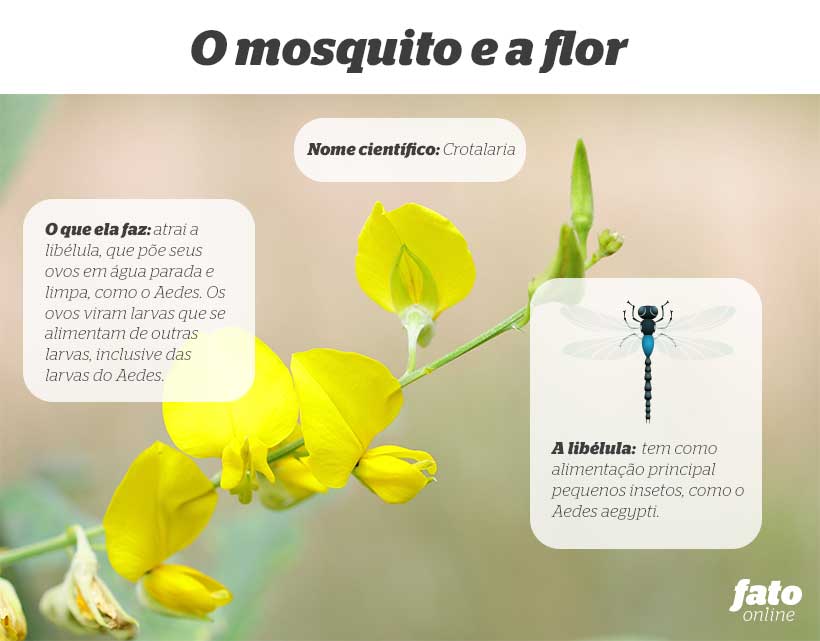 O mosquito e a flor
Nome científico: Crotalaria
O que ela faz: atrai a
libélula, que põe seus
ovos em água parada e
limpa, como o Aedes. Os
ovos viram larvas que se
alimentam de outras
larvas, inclusive das
larvas do Aedes.
A libélula: tem como
alimentação principal
pequenos insetos, como o
Aedes aegypti.
fato
online